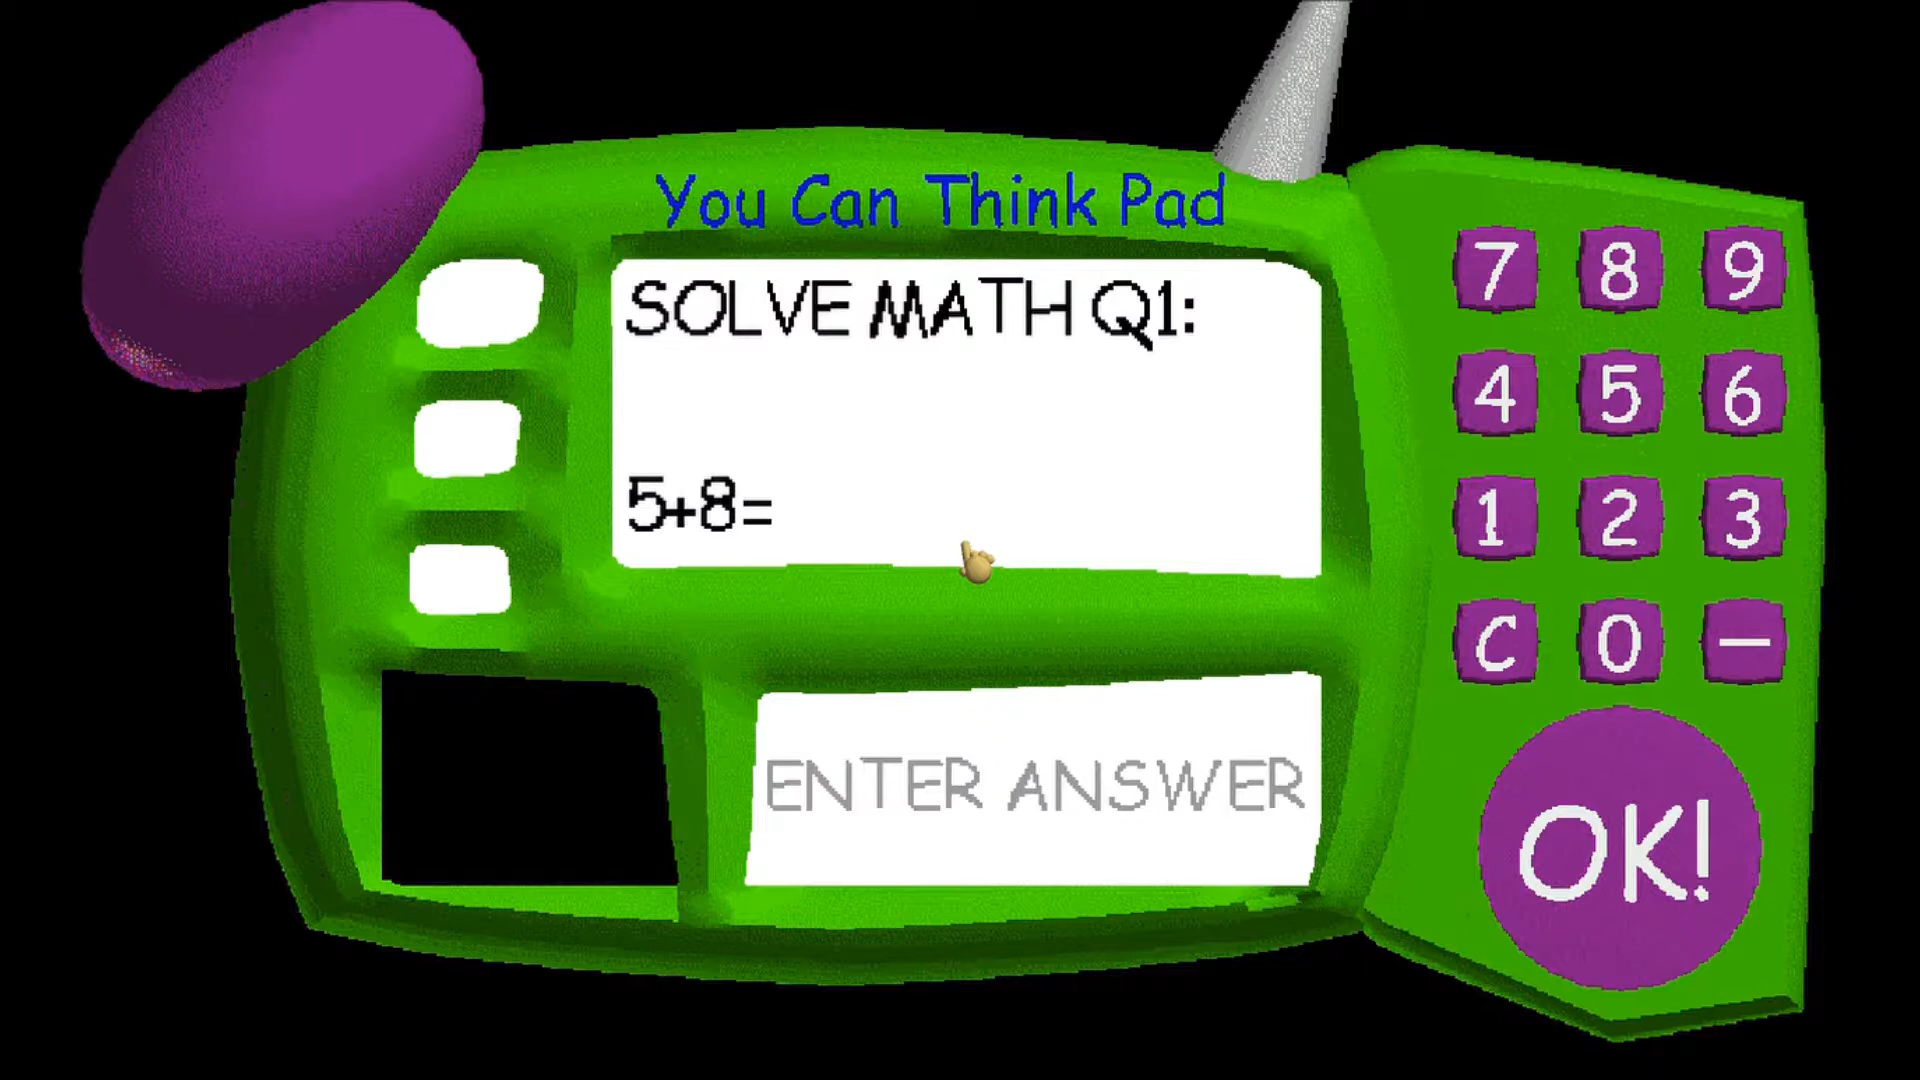 You Can Think Pad
SOLVE MATH Q1:
5+8=
ENTER ANSWER
7 8 9
4 5 6
1 2 3
C 0 —
OK!